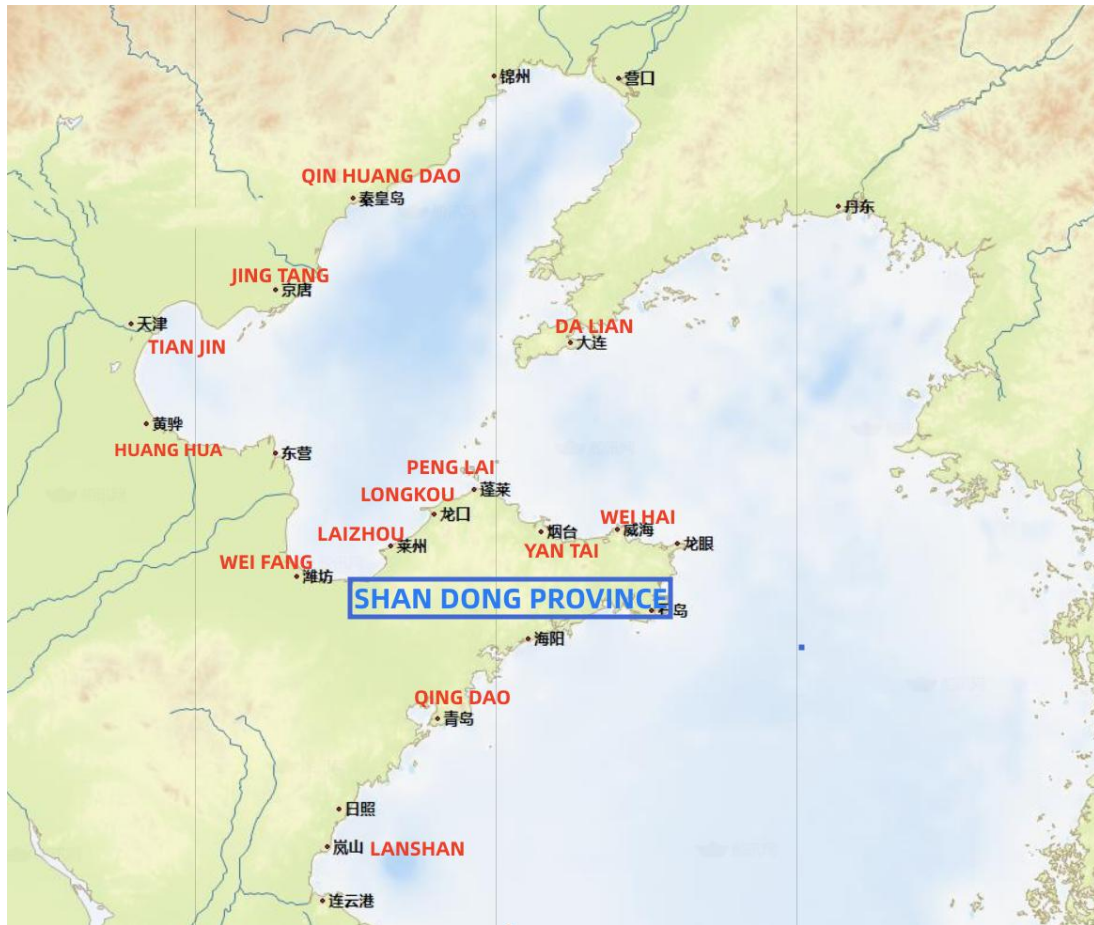 锦州
营口
QIN HUANG DAO
秦皇岛
丹东
JING TANG
京唐
天津
TIAN JIN
DA LIAN
大连
黄骅
HUANG HUA
东营
PENG LAI
蓬莱
LONGKOU
龙口
LAIZHOU
莱州
烟台
YAN TAI
WEI HAI
威海
龙眼
WEI FANG
潍坊
SHAN DONG PROVINCE
岛
海阳
QING DAO
青岛
日照
岚山
LANSHAN
连云港